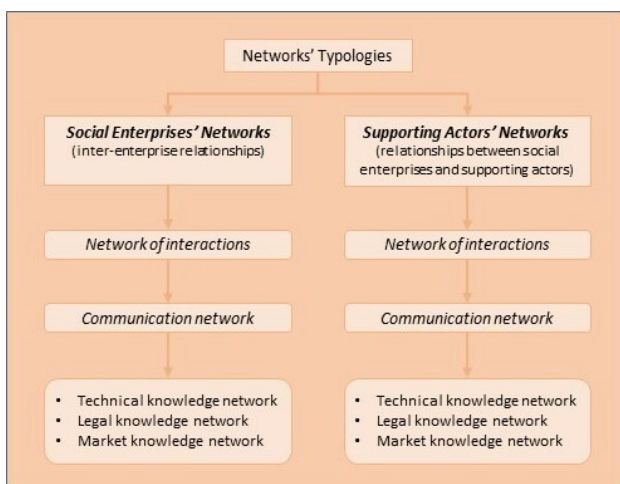 Networks' Typologies
Social Enterprises' Networks
(inter-enterprise relationships)
Supporting Actors' Networks
(relationships between social
enterprises and supporting actors)
Network of interactions
Network of interactions
Communication network
Communication network
• Technical knowledge network
• Legal knowledge network
• Market knowledge network
• Technical knowledge network
• Legal knowledge network
• Market knowledge network